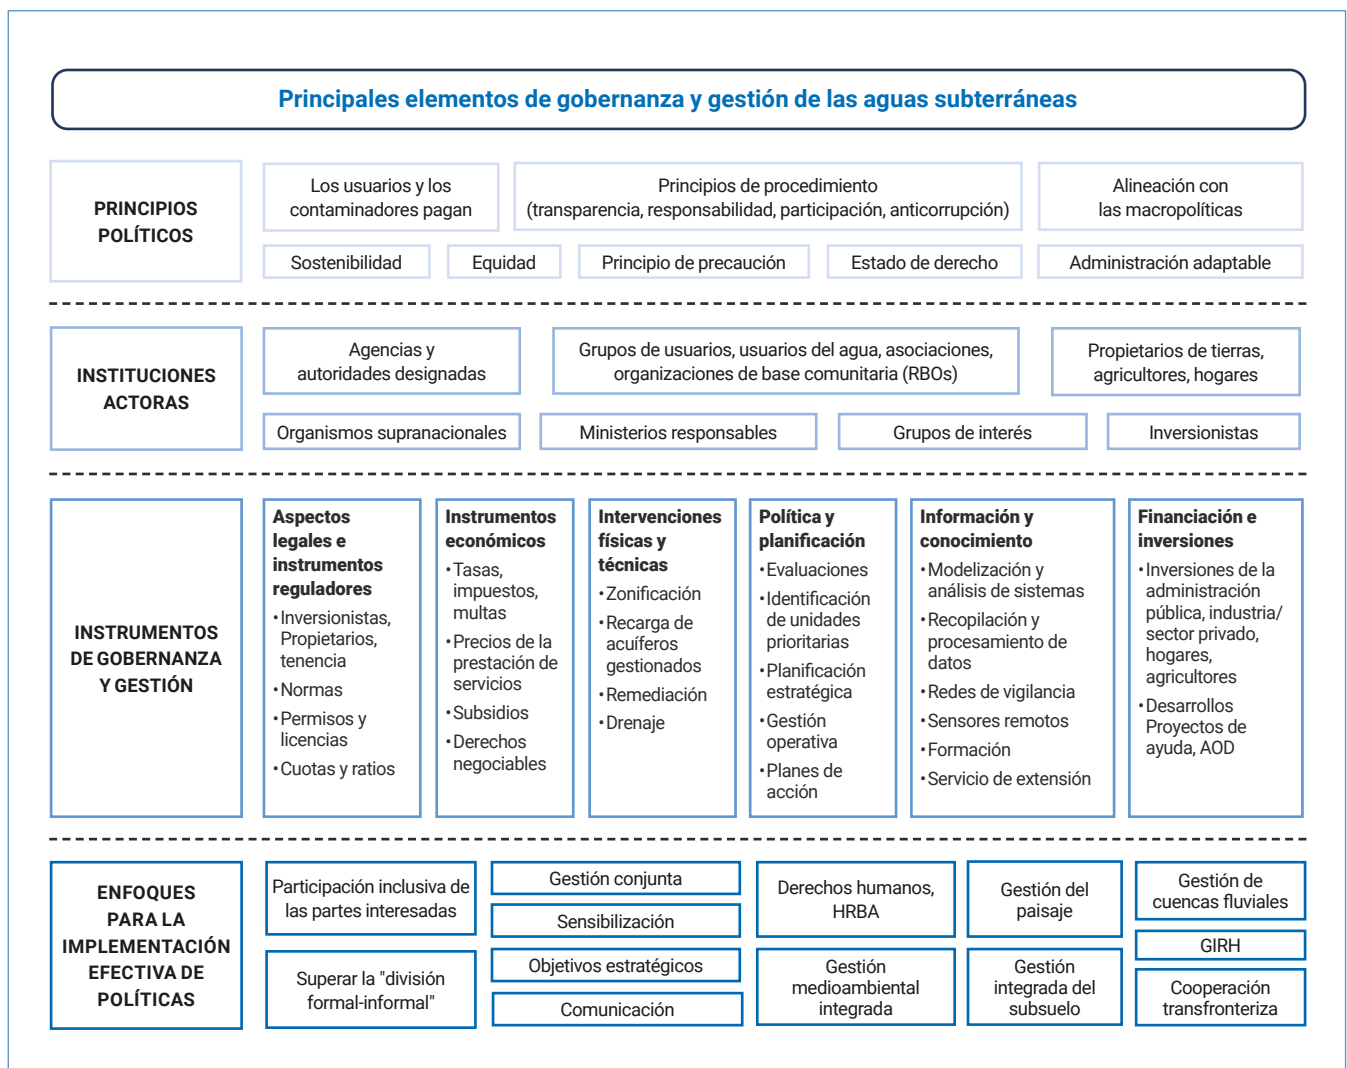 Principales elementos de gobernanza y gestión de las aguas subterráneas
PRINCIPIOS
POLÍTICOS
Los usuarios y los
contaminadores pagan
Principios de procedimiento
(transparencia, responsabilidad, participación, anticorrupción)
Alineación con
las macropolíticas
Sostenibilidad
Equidad
Principio de precaución
Estado de derecho
Administración adaptable
INSTITUCIONES
ACTORAS
Agencias y
autoridades designadas
Grupos de usuarios, usuarios del agua, asociaciones,
organizaciones de base comunitaria (RBOs)
Propietarios de tierras,
agricultores, hogares
Organismos supranacionales
Ministerios responsables
Grupos de interés
Inversionistas
INSTRUMENTOS
DE GOBERNANZA
Y GESTIÓN
Aspectos
legales e
instrumentos
reguladores
•Inversionistas,
Propietarios,
tenencia
•Normas
•Permisos y
licencias
•Cuotas y ratios
Instrumentos
económicos
•Tasas,
impuestos,
multas
•Precios de la
prestación de
servicios
•Subsidios
•Derechos
negociables
Intervenciones
físicas y
técnicas
•Zonificación
•Recarga de
acuíferos
gestionados
•Remediación
•Drenaje
Política y
planificación
•Evaluaciones
•Identificación
de unidades
prioritarias
•Planificación
estratégica
•Gestión
operativa
•Planes de
acción
Información y
conocimiento
•Modelización y
análisis de sistemas
•Recopilación y
procesamiento de
datos
•Redes de vigilancia
•Sensores remotos
•Formación
•Servicio de extensión
Financiación e
inversiones
•Inversiones de la
administración
pública, industria/
sector privado,
hogares,
agricultores
•Desarrollos
Proyectos de
ayuda, AOD
ENFOQUES
PARA LA
IMPLEMENTACIÓN
EFECTIVA DE
POLÍTICAS
Participación inclusiva de
las partes interesadas
Superar la "división
formal-informal"
Gestión conjunta
Sensibilización
Objetivos estratégicos
Comunicación
Derechos humanos,
HRBA
Gestión
medioambiental
integrada
Gestión del
paisaje
Gestión
integrada del
subsuelo
Gestión de
cuencas fluviales
GIRH
Cooperación
transfronteriza